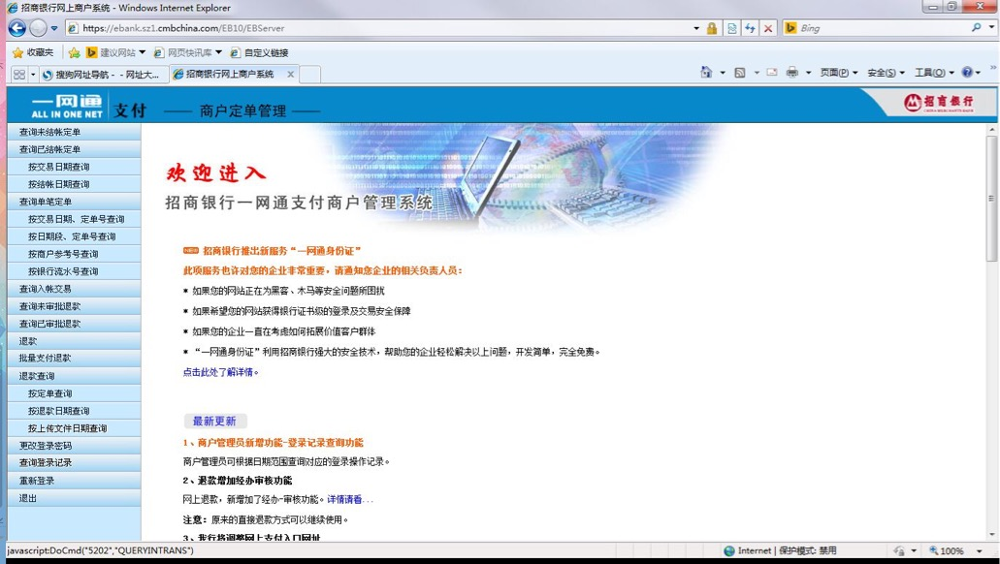 招商银行网上商户系统 - Windows Internet Explorer
https://ebank.sz1.cmbchina.com/EB10/EBServer
Bing
收藏夹
建议网站
网页快讯库
自定义链接
搜狗网址导航 - - 网址大...
招商银行网上商户系统
页面(P)
安全(S)
工具(O)
一网通
ALL IN ONE NET
支付
商户定单管理
招商银行
查询未结帐定单
查询已结帐定单
按交易日期查询
按结帐日期查询
查询单笔定单
按交易日期、定单号查询
按日期段、定单号查询
按商户参考号查询
按银行流水号查询
查询入帐交易
查询未审批退款
查询已审批退款
退款
批量支付退款
退款查询
按定单查询
按退款日期查询
按上传文件日期查询
更改登录密码
查询登录记录
重新登录
退出
欢迎进入
招商银行一网通支付商户管理系统
NEW 招商银行推出新服务“一网通身份证”
此项服务也许对您的企业非常重要，请通知您企业的相关负责人员：
* 如果您的网站正在为黑客、木马等安全问题所困扰
* 如果希望您的网站获得银行证书级的登录及交易安全保障
* 如果您的企业一直在考虑如何拓展价值客户群体
* “一网通身份证”利用招商银行强大的安全技术，帮助您的企业轻松解决以上问题，开发简单，完全免费。
点击此处了解详情。
最新更新
1、商户管理员新增功能-登录记录查询功能
商户管理员可根据日期范围查询对应的登录操作记录。
2、退款增加经办审核功能
网上退款，新增加了经办-审核功能。详情请看...
注意：原来的直接退款方式可以继续使用。
3、我行将调整网上支付入口网址
javascript:DoCmd("5202","QUERYINTRANS")
Internet | 保护模式: 禁用
100%